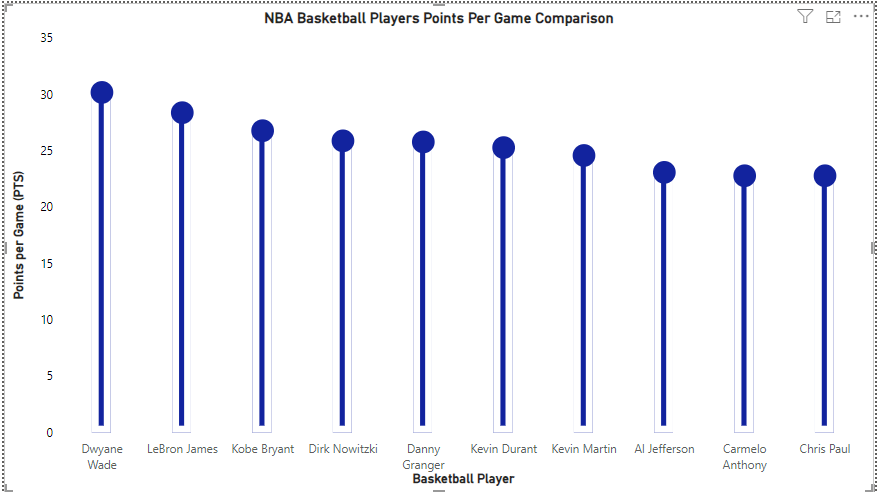 NBA Basketball Players Points Per Game Comparison
35
30
25
20
15
10
5
0
Points per Game (PTS)
Dwyane
Wade
LeBron James
Kobe Bryant
Dirk Nowitzki
Danny
Granger
Kevin Durant
Kevin Martin
Al Jefferson
Carmelo
Anthony
Chris Paul
Basketball Player